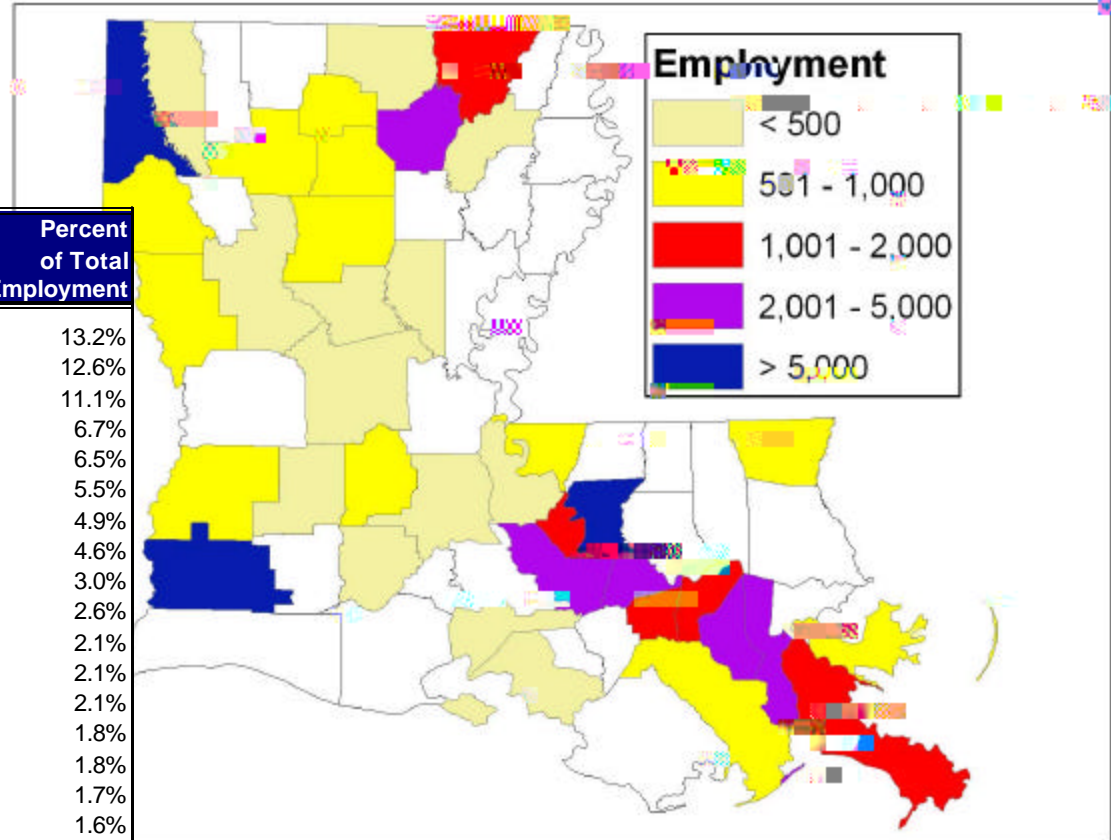 Employment
< 500
501 - 1,000
1,001 - 2,000
2,001 - 5,000
> 5,000
Percent
of Total
Employment
13.2%
12.6%
11.1%
6.7%
6.5%
5.5%
4.9%
4.6%
3.0%
2.6%
2.1%
2.1%
2.1%
1.8%
1.8%
1.7%
1.6%